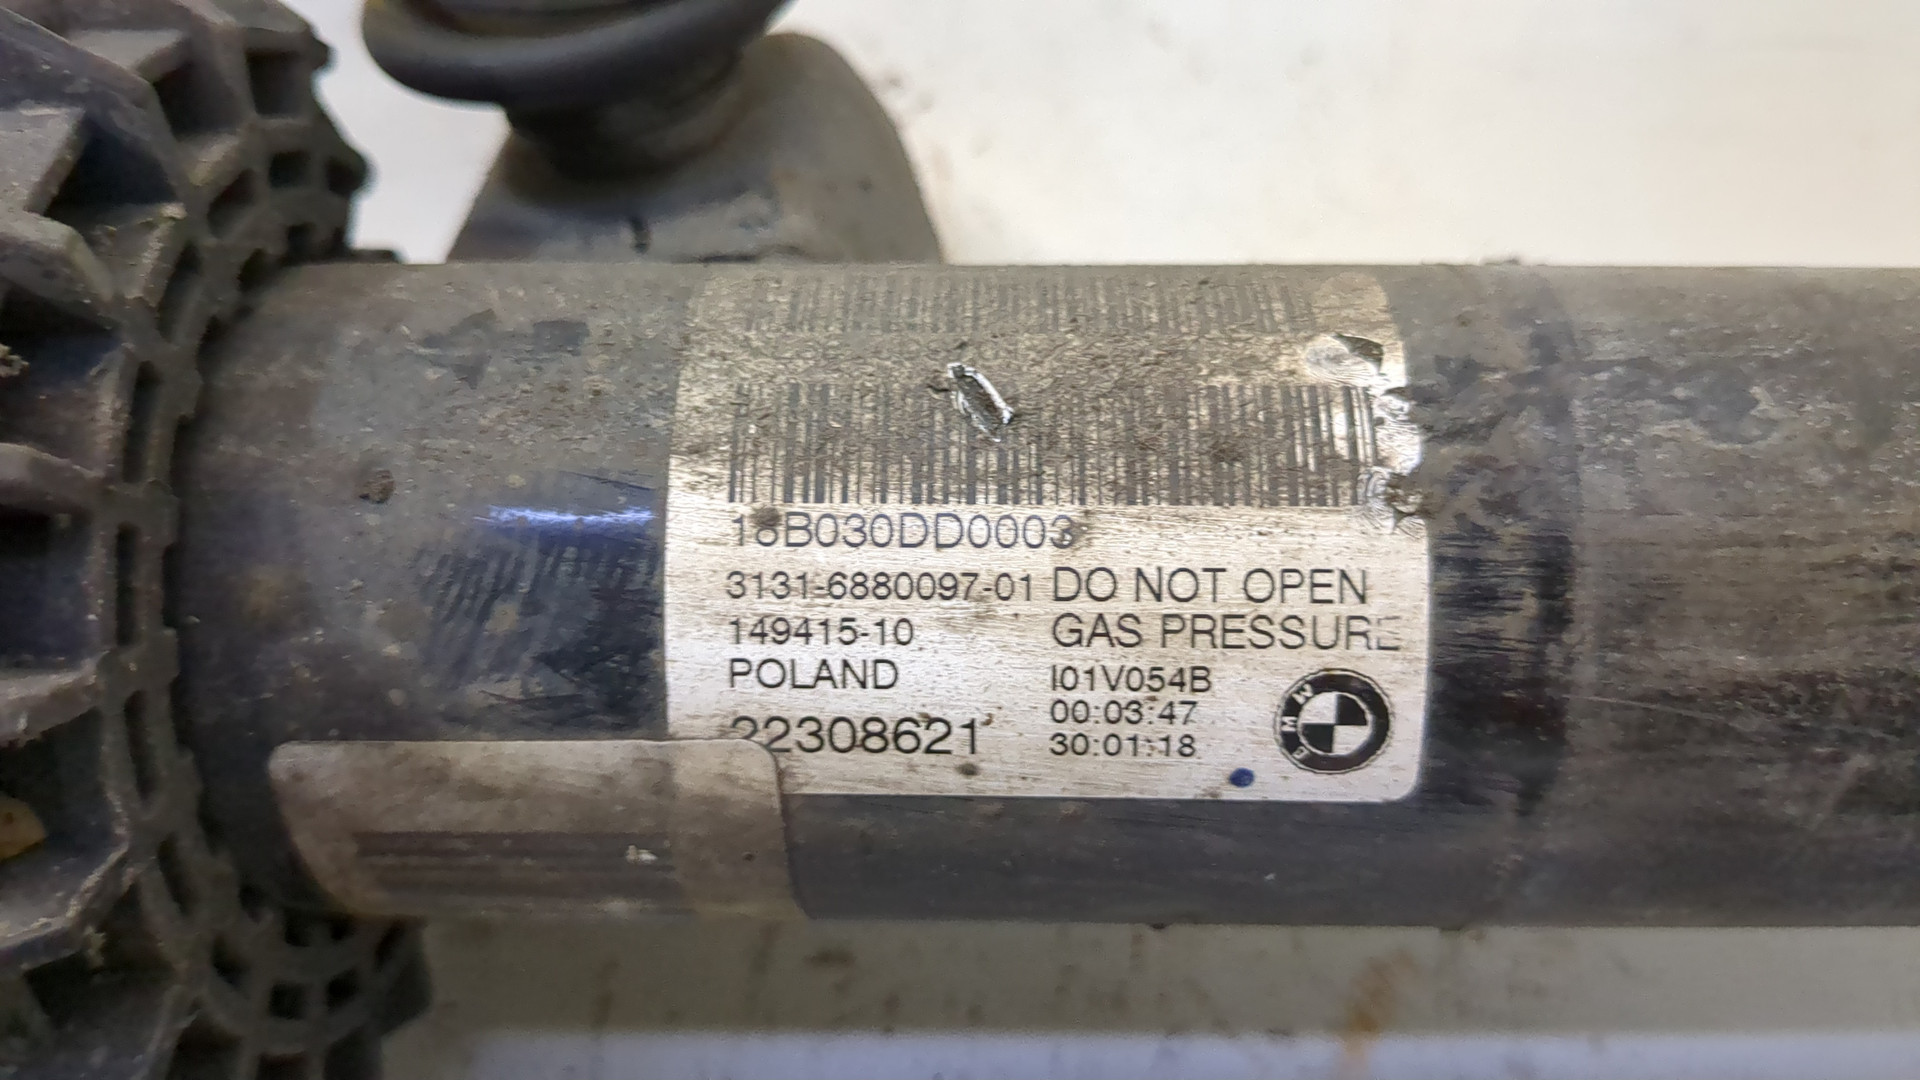 18B030DD0003
3131-6880097-01 DO NOT OPEN
149415-10 GAS PRESSURE
POLAND I01V054B
00:03:47
22308621 30:01:18
BMW